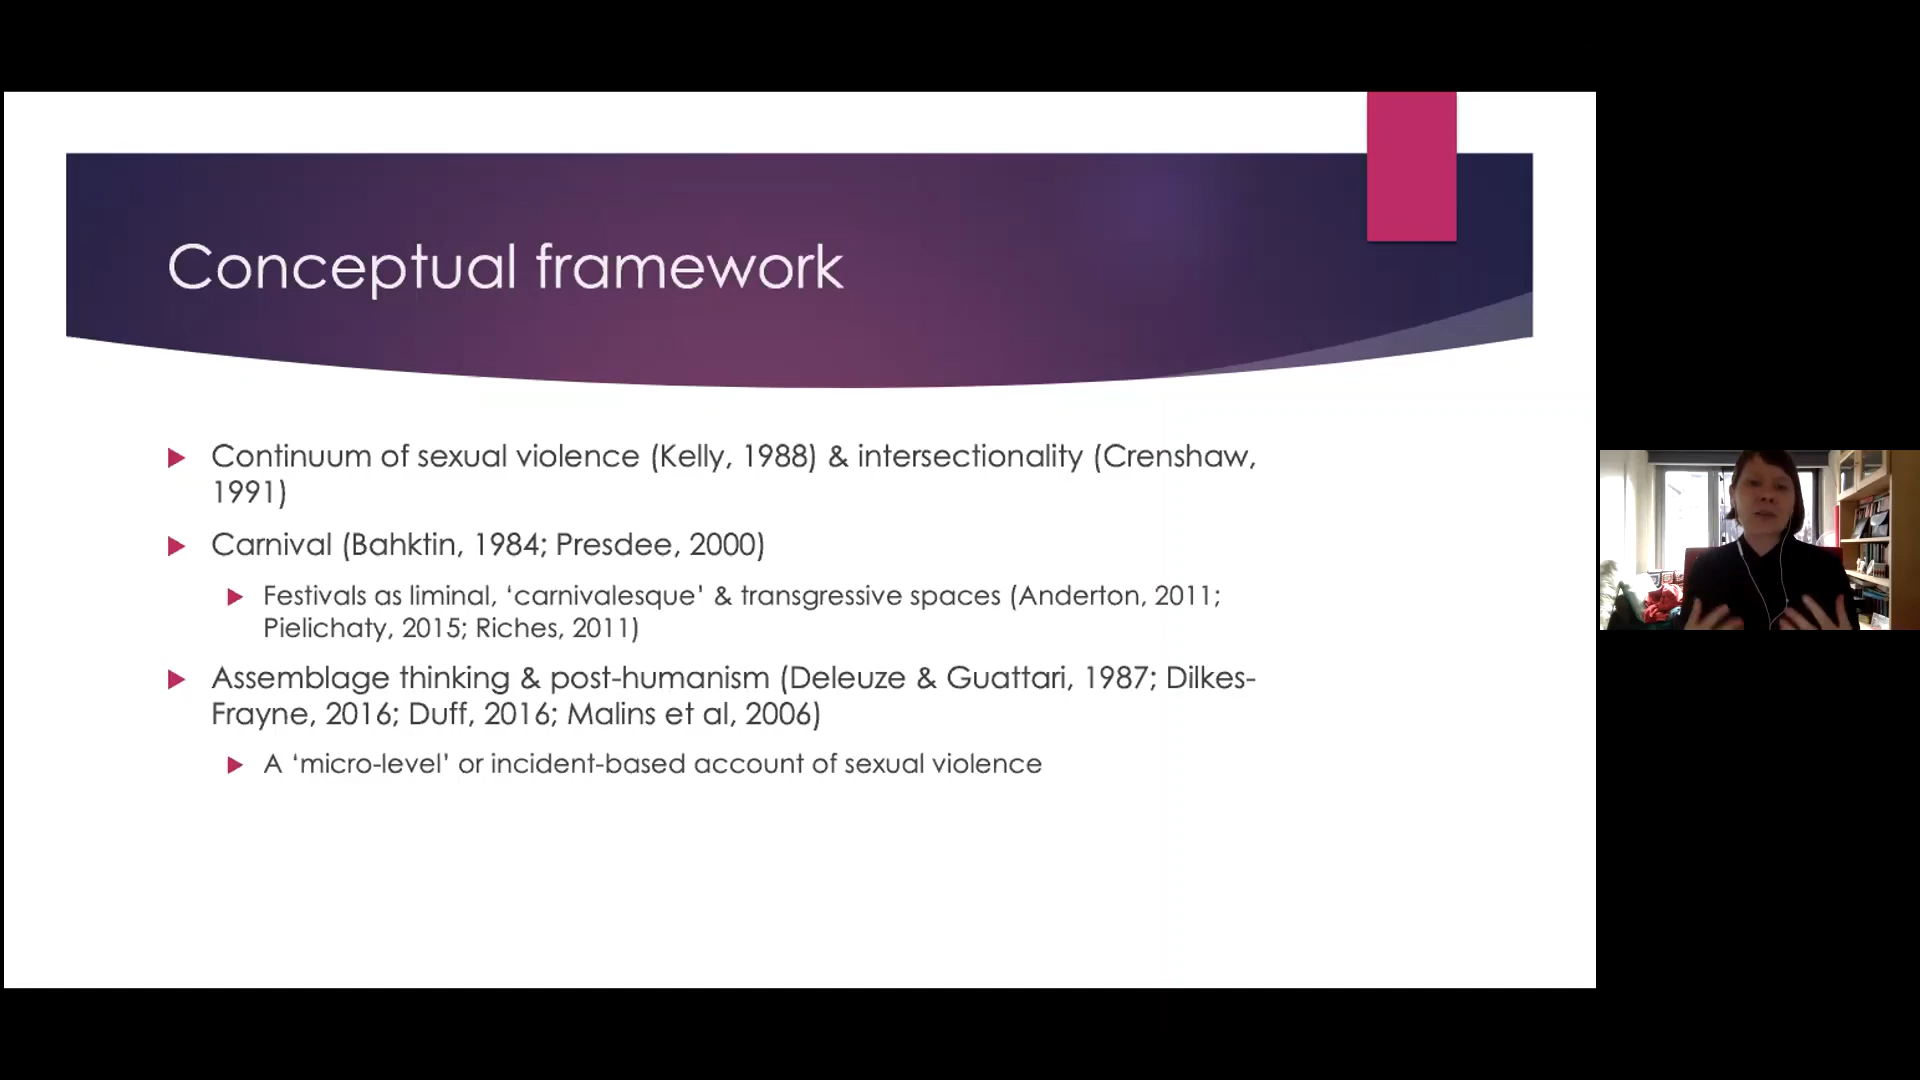 Conceptual framework
Continuum of sexual violence (Kelly, 1988) & intersectionality (Crenshaw,
1991)
Carnival (Bahktin, 1984; Presdee, 2000)
Festivals as liminal, ‘carnivalesque’ & transgressive spaces (Anderton, 2011;
Pielichaty, 2015; Riches, 2011)
Assemblage thinking & post-humanism (Deleuze & Guattari, 1987; Dilkes-
Frayne, 2016; Duff, 2016; Malins et al, 2006)
A ‘micro-level’ or incident-based account of sexual violence